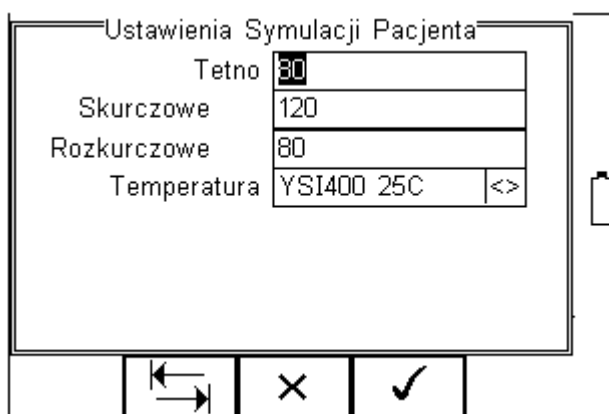 Ustawienia Symulacji Pacjenta
Tetno 80
Skurczowe 120
Rozkurczowe 80
Temperatura YSI400 25C <>